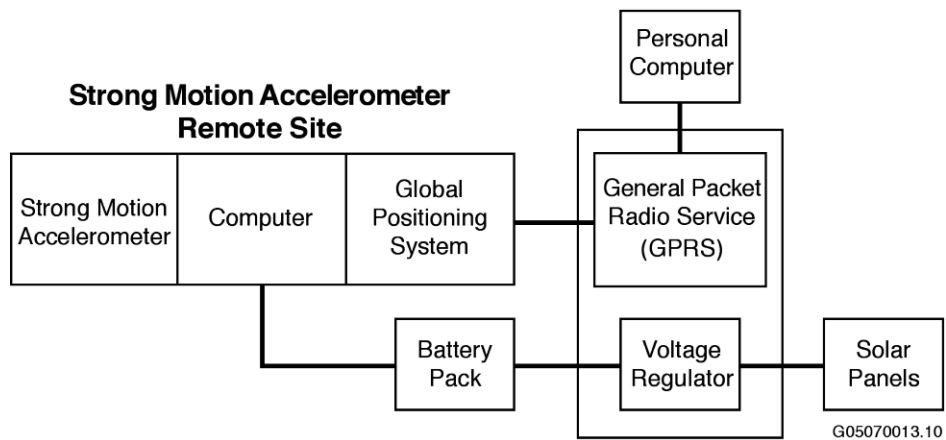 Personal
Computer
Strong Motion Accelerometer
Remote Site
Strong Motion
Accelerometer
Computer
Global
Positioning
System
General Packet
Radio Service
(GPRS)
Battery
Pack
Voltage
Regulator
Solar
Panels
G05070013.10